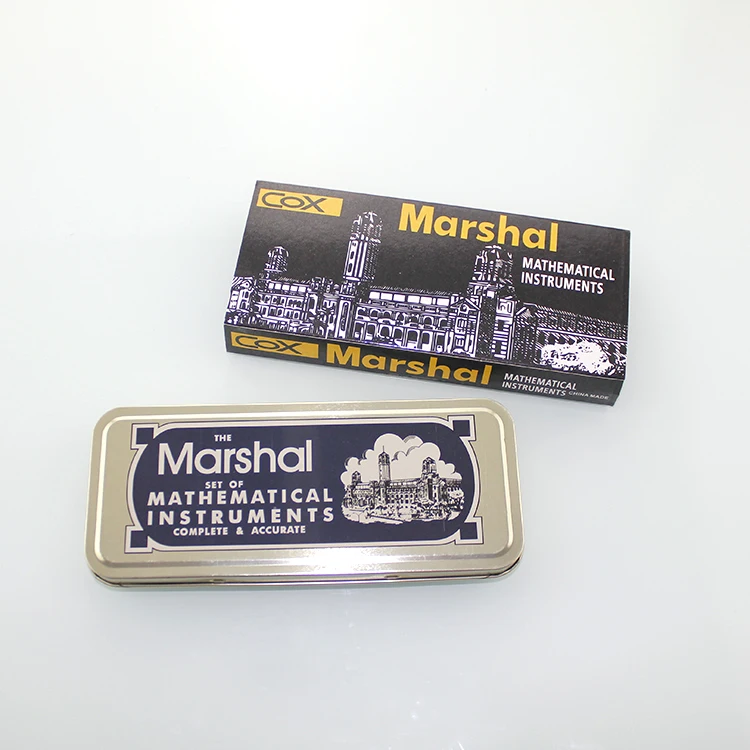 COX
Marshal
MATHEMATICAL
INSTRUMENTS
COX Marshal MATHEMATICAL
INSTRUMENTS CHINA MADE
THE
Marshal
SET OF
MATHEMATICAL
INSTRUMENTS
COMPLETE & ACCURATE